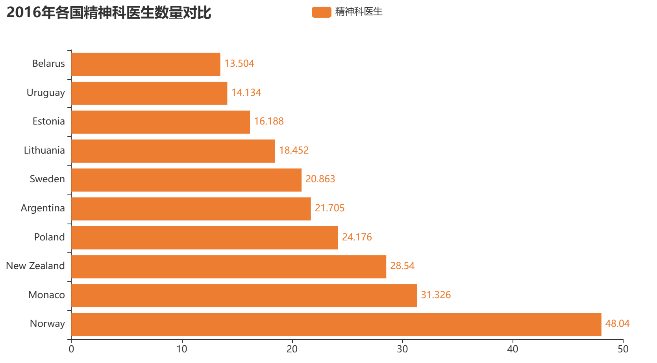 2016年各国精神科医生数量对比
精神科医生
Belarus 13.504
Uruguay 14.134
Estonia 16.188
Lithuania 18.452
Sweden 20.863
Argentina 21.705
Poland 24.176
New Zealand 28.54
Monaco 31.326
Norway 48.04
0 10 20 30 40 50